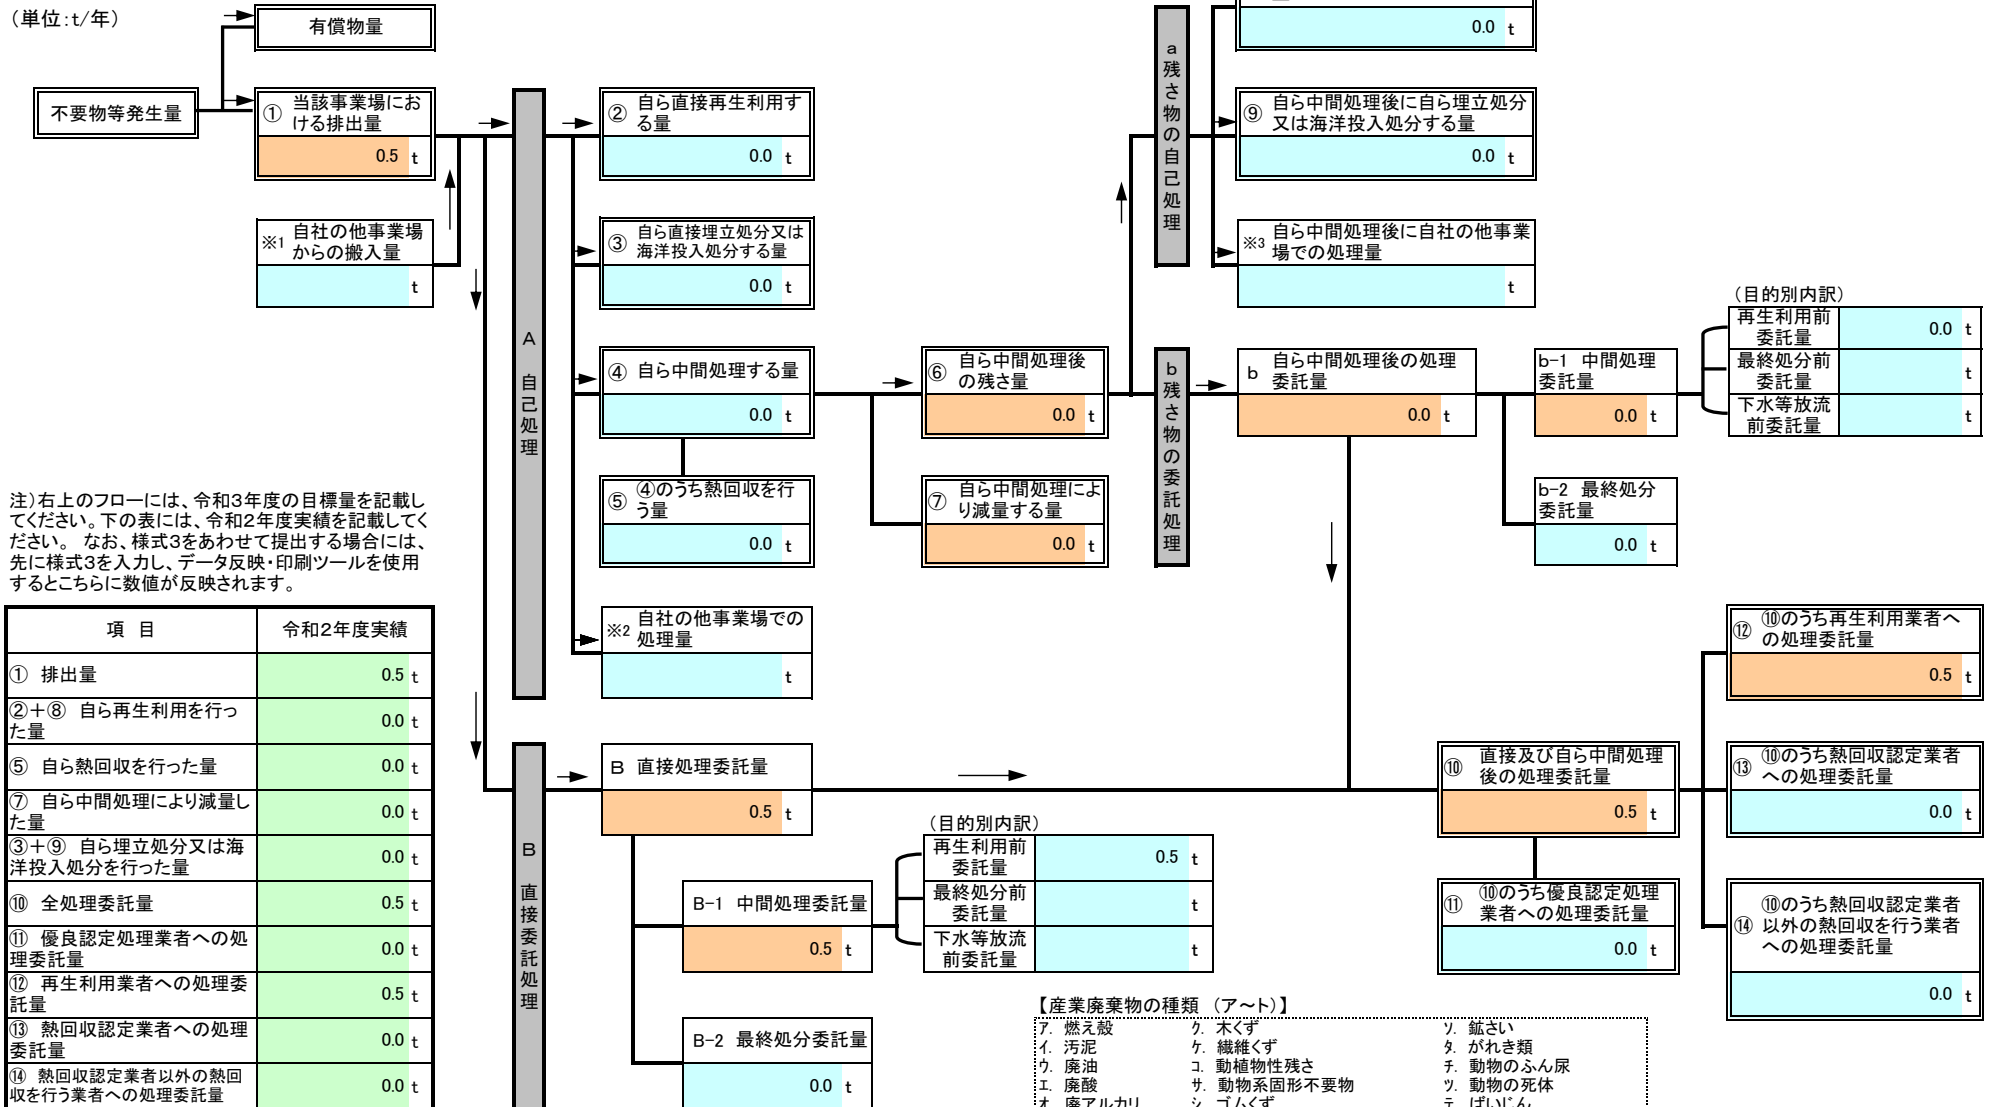 （単位：t/年）
有償物量
不要物等発生量
① 当該事業場にお
ける排出量
0.5 t
※1 自社の他事業場
からの搬入量
t
A 自己処理
② 自ら直接再生利用す
る量
0.0 t
③ 自ら直接埋立処分又は
海洋投入処分する量
0.0 t
④ 自ら中間処理する量
0.0 t
⑤ ④のうち熱回収を行
う量
0.0 t
※2 自社の他事業場での
処理量
t
⑥ 自ら中間処理後
の残さ量
0.0 t
⑦ 自ら中間処理によ
り減量する量
0.0 t
a残さ物の自己処理
0.0 t
⑨ 自ら中間処理後に自ら埋立処分
又は海洋投入処分する量
0.0 t
※3 自ら中間処理後に自社の他事業
場での処理量
t
b残さ物の委託処理
b 自ら中間処理後の処理
委託量
0.0 t
b-1 中間処理
委託量
0.0 t
b-2 最終処分
委託量
0.0 t
（目的別内訳）
再生利用前
委託量
0.0 t
最終処分前
委託量
t
下水等放流
前委託量
t
注）右上のフローには、令和３年度の目標量を記載し
てください。下の表には、令和２年度実績を記載してく
ださい。 なお、様式３をあわせて提出する場合には、
先に様式３を入力し、データ反映・印刷ツールを使用
するとこちらに数値が反映されます。
項 目 令和２年度実績
① 排出量 0.5 t
②＋⑧ 自ら再生利用を行っ
た量 0.0 t
⑤ 自ら熱回収を行った量 0.0 t
⑦ 自ら中間処理により減量し
た量 0.0 t
③＋⑨ 自ら埋立処分又は海
洋投入処分を行った量 0.0 t
⑩ 全処理委託量 0.5 t
⑪ 優良認定処理業者への処
理委託量 0.0 t
⑫ 再生利用業者への処理委
託量 0.5 t
⑬ 熱回収認定業者への処理
委託量 0.0 t
⑭ 熱回収認定業者以外の熱回
収を行う業者への処理委託量 0.0 t
B 直接委託処理
B 直接処理委託量
0.5 t
B-1 中間処理委託量
0.5 t
B-2 最終処分委託量
0.0 t
（目的別内訳）
再生利用前
委託量
0.5 t
最終処分前
委託量
t
下水等放流
前委託量
t
⑩ 直接及び自ら中間処理
後の処理委託量
0.5 t
⑪ ⑩のうち優良認定処理
業者への処理委託量
0.0 t
⑫ ⑩のうち再生利用業者へ
の処理委託量
0.5 t
⑬ ⑩のうち熱回収認定業者
への処理委託量
0.0 t
⑭ ⑩のうち熱回収認定業者
以外の熱回収を行う業者
への処理委託量
0.0 t
【産業廃棄物の種類 （ア～ト）】
ア. 燃え殻 ク. 木くず ソ. 鉱さい
イ. 汚泥 ケ. 繊維くず タ. がれき類
ウ. 廃油 コ. 動植物性残さ チ. 動物のふん尿
エ. 廃酸 サ. 動物系固形不要物 ツ. 動物の死体
オ. 廃アルカリ シ. ゴムくず テ. ばいじん